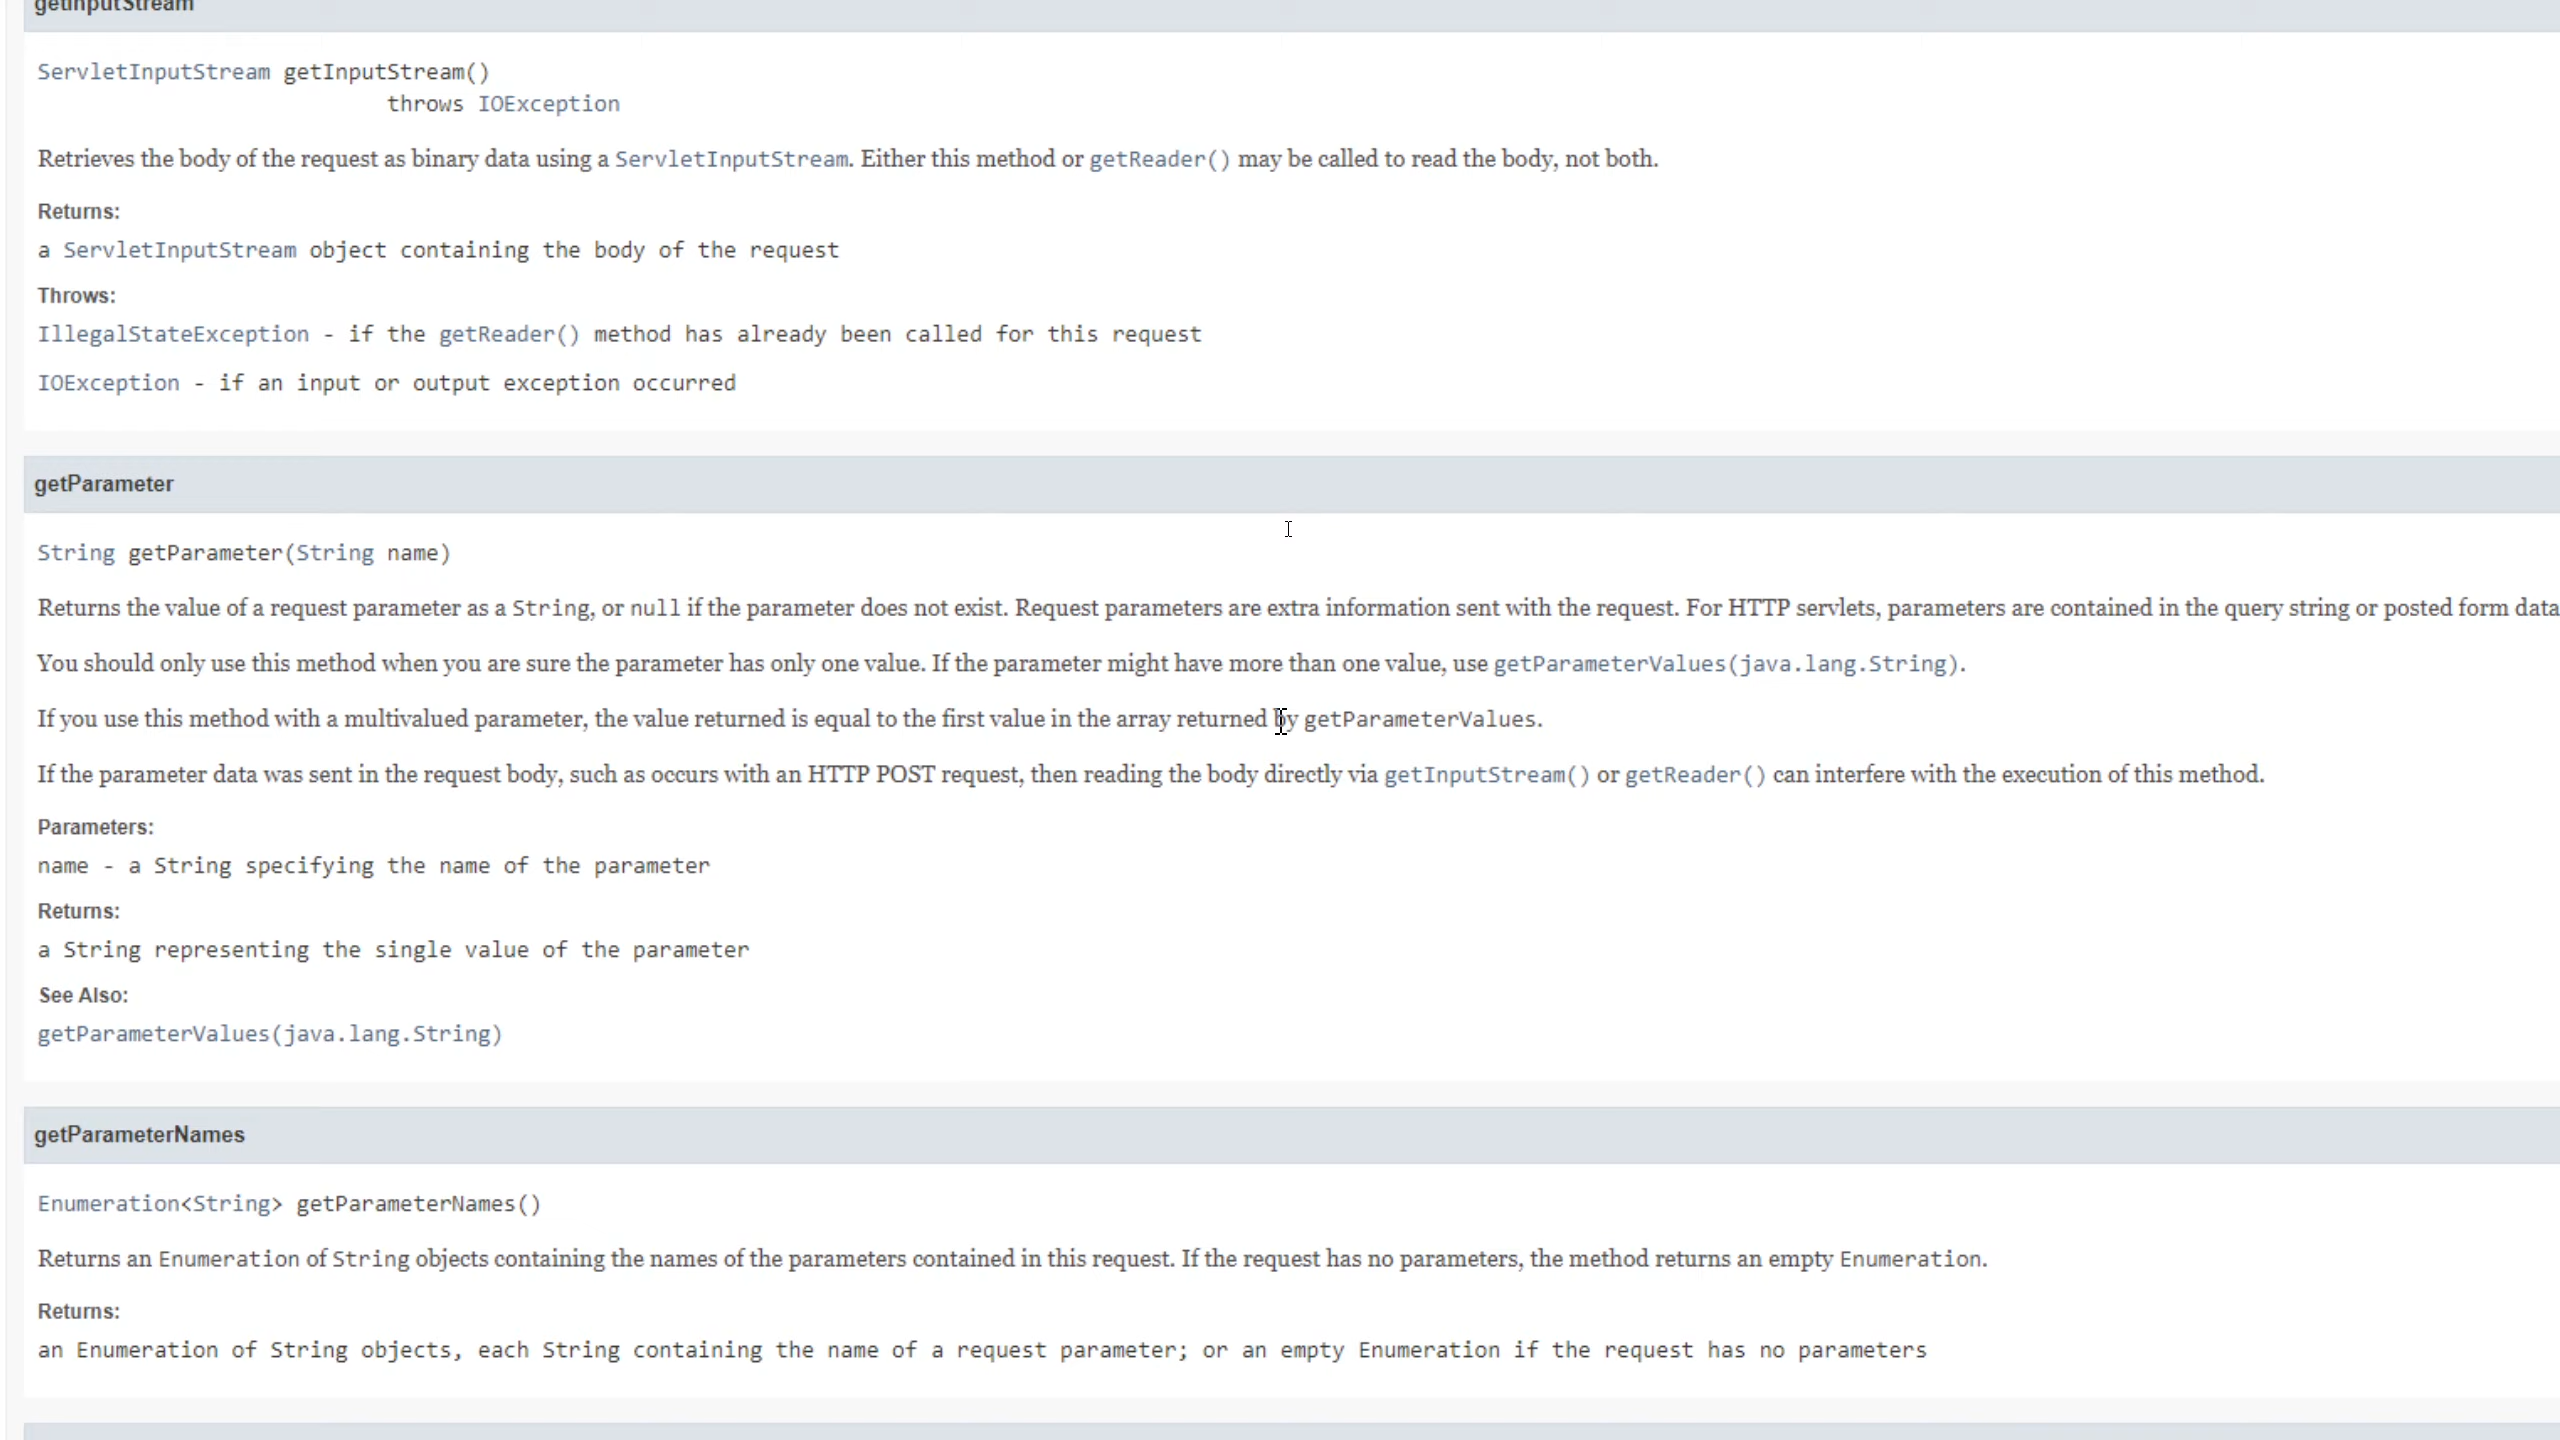 getInputStream
ServletInputStream getInputStream()
throws IOException
Retrieves the body of the request as binary data using a ServletInputStream. Either this method or getReader() may be called to read the body, not both.
Returns:
a ServletInputStream object containing the body of the request
Throws:
IllegalStateException - if the getReader() method has already been called for this request
IOException - if an input or output exception occurred
getParameter
String getParameter(String name)
Returns the value of a request parameter as a String, or null if the parameter does not exist. Request parameters are extra information sent with the request. For HTTP servlets, parameters are contained in the query string or posted form data
You should only use this method when you are sure the parameter has only one value. If the parameter might have more than one value, use getParameterValues(java.lang.String).
If you use this method with a multivalued parameter, the value returned is equal to the first value in the array returned by getParameterValues.
If the parameter data was sent in the request body, such as occurs with an HTTP POST request, then reading the body directly via getInputStream() or getReader() can interfere with the execution of this method.
Parameters:
name - a String specifying the name of the parameter
Returns:
a String representing the single value of the parameter
See Also:
getParameterValues(java.lang.String)
getParameterNames
Enumeration<String> getParameterNames()
Returns an Enumeration of String objects containing the names of the parameters contained in this request. If the request has no parameters, the method returns an empty Enumeration.
Returns:
an Enumeration of String objects, each String containing the name of a request parameter; or an empty Enumeration if the request has no parameters